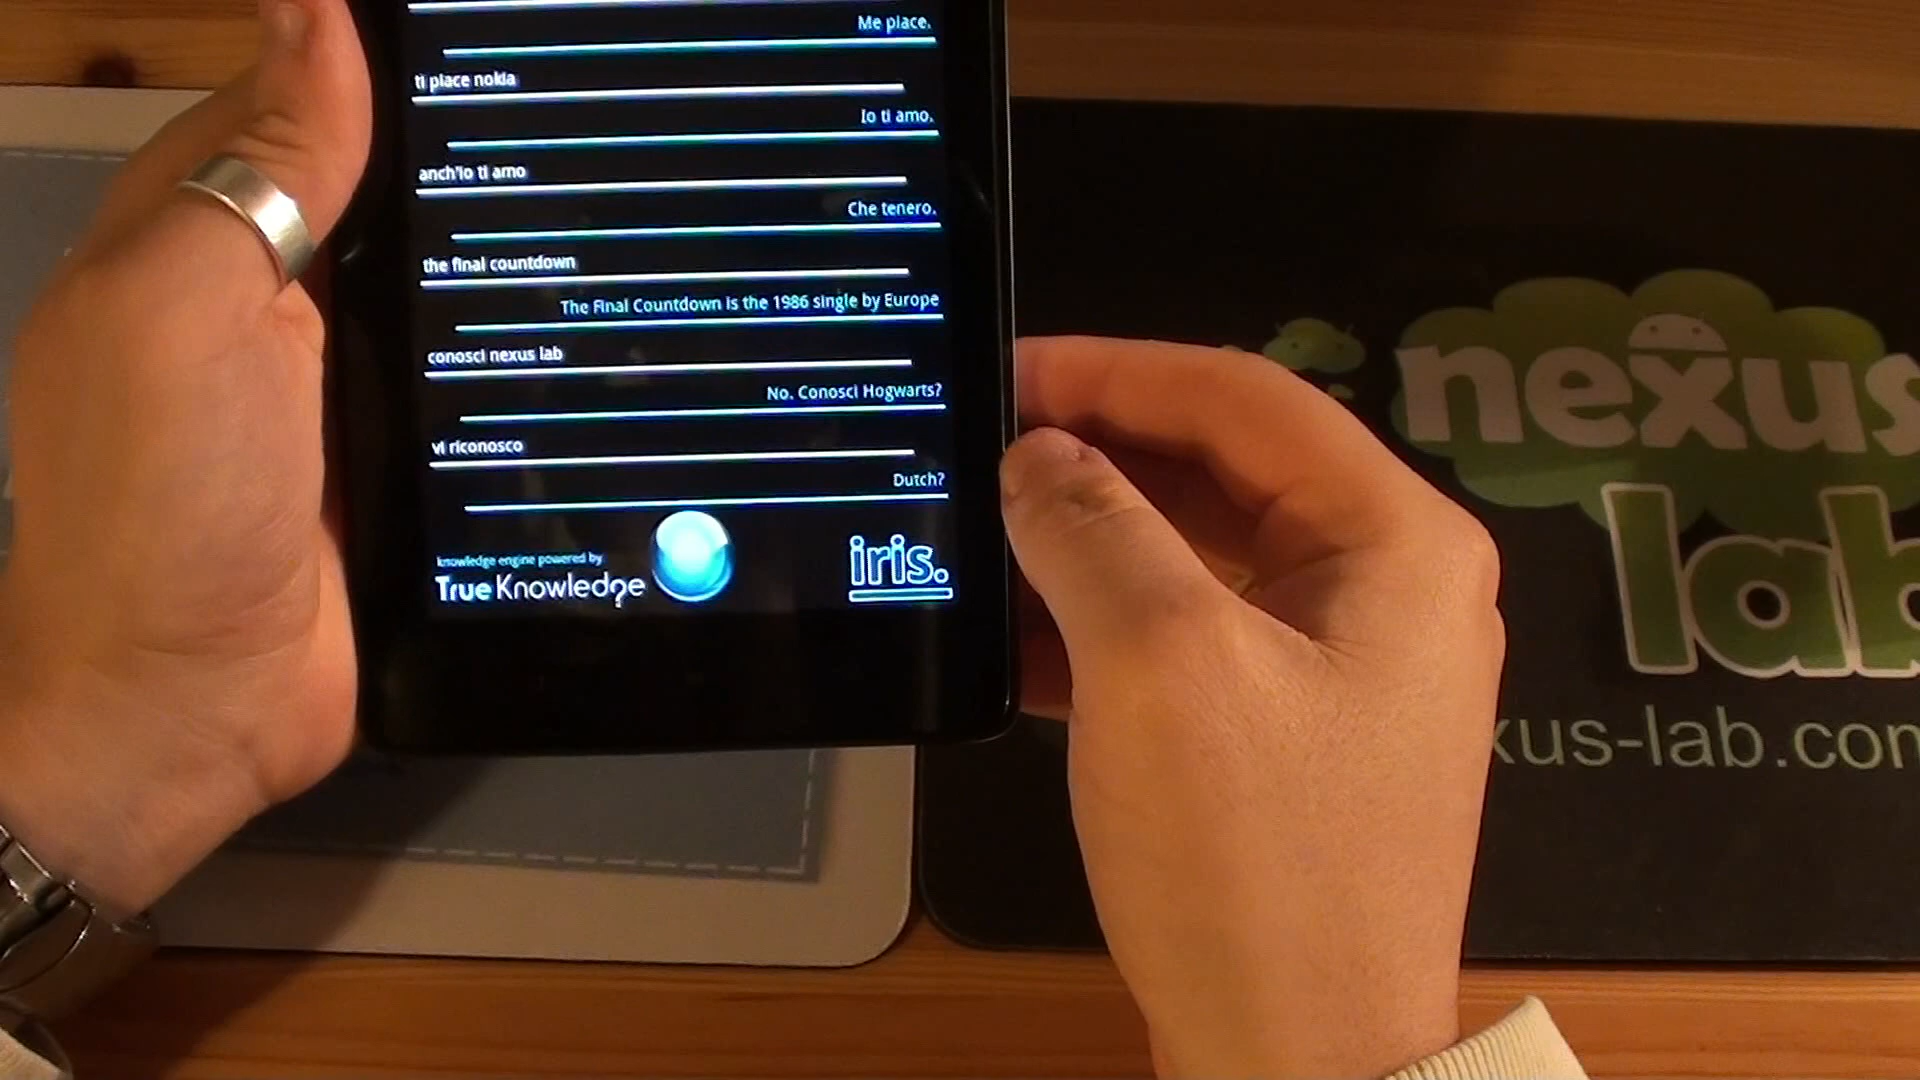 Me place.
ti place nokia
Io ti amo.
anch'io ti amo
Che tenero.
the final countdown
The Final Countdown is the 1986 single by Europe
conosci nexus lab
No. Conosci Hogwarts?
vi riconosco
Dutch?
knowledge engine powered by
True Knowledge
iris.
nexus
lab
xus-lab.com